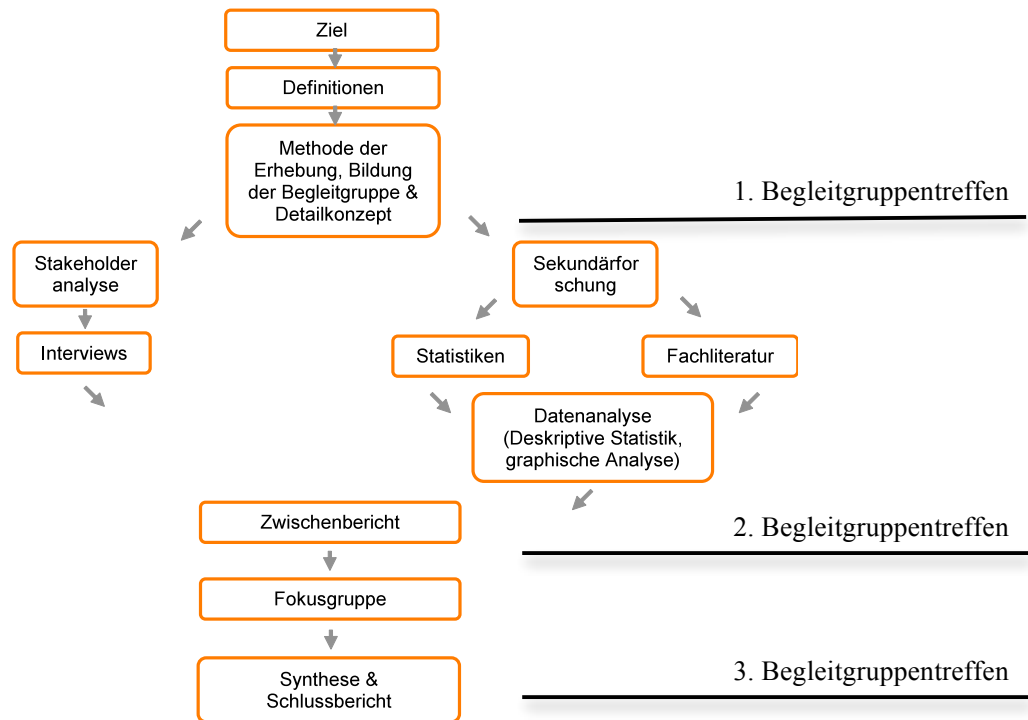 Ziel
Definitionen
Methode der
Erhebung, Bildung
der Begleitgruppe &
Detailkonzept
1. Begleitgruppentreffen
Stakeholder
analyse
Sekundärfor
schung
Interviews
Statistiken
Fachliteratur
Datenanalyse
(Deskriptive Statistik,
graphische Analyse)
Zwischenbericht
2. Begleitgruppentreffen
Fokusgruppe
Synthese &
Schlussbericht
3. Begleitgruppentreffen